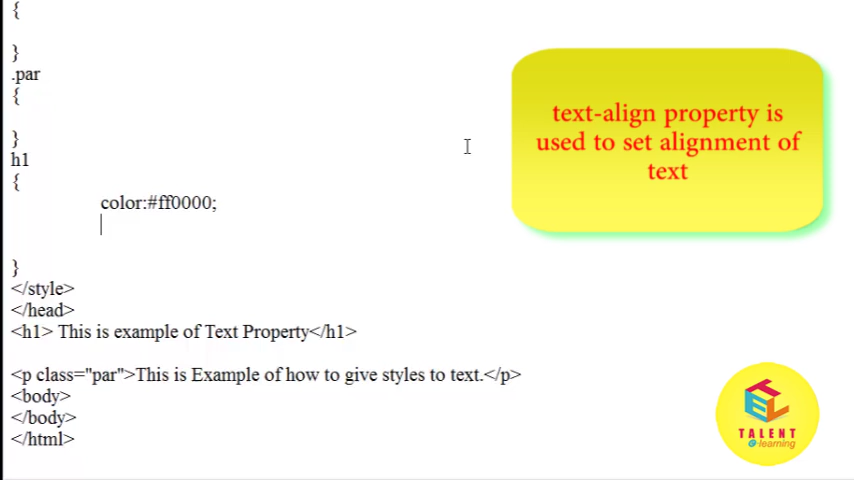 {
}
.par
{
}
h1
{
color:#ff0000;
}
</style>
</head>
<h1> This is example of Text Property</h1>
<p class="par">This is Example of how to give styles to text.</p>
<body>
</body>
</html>
text-align property is
used to set alignment of
text
TEL
TALENT
e-learning